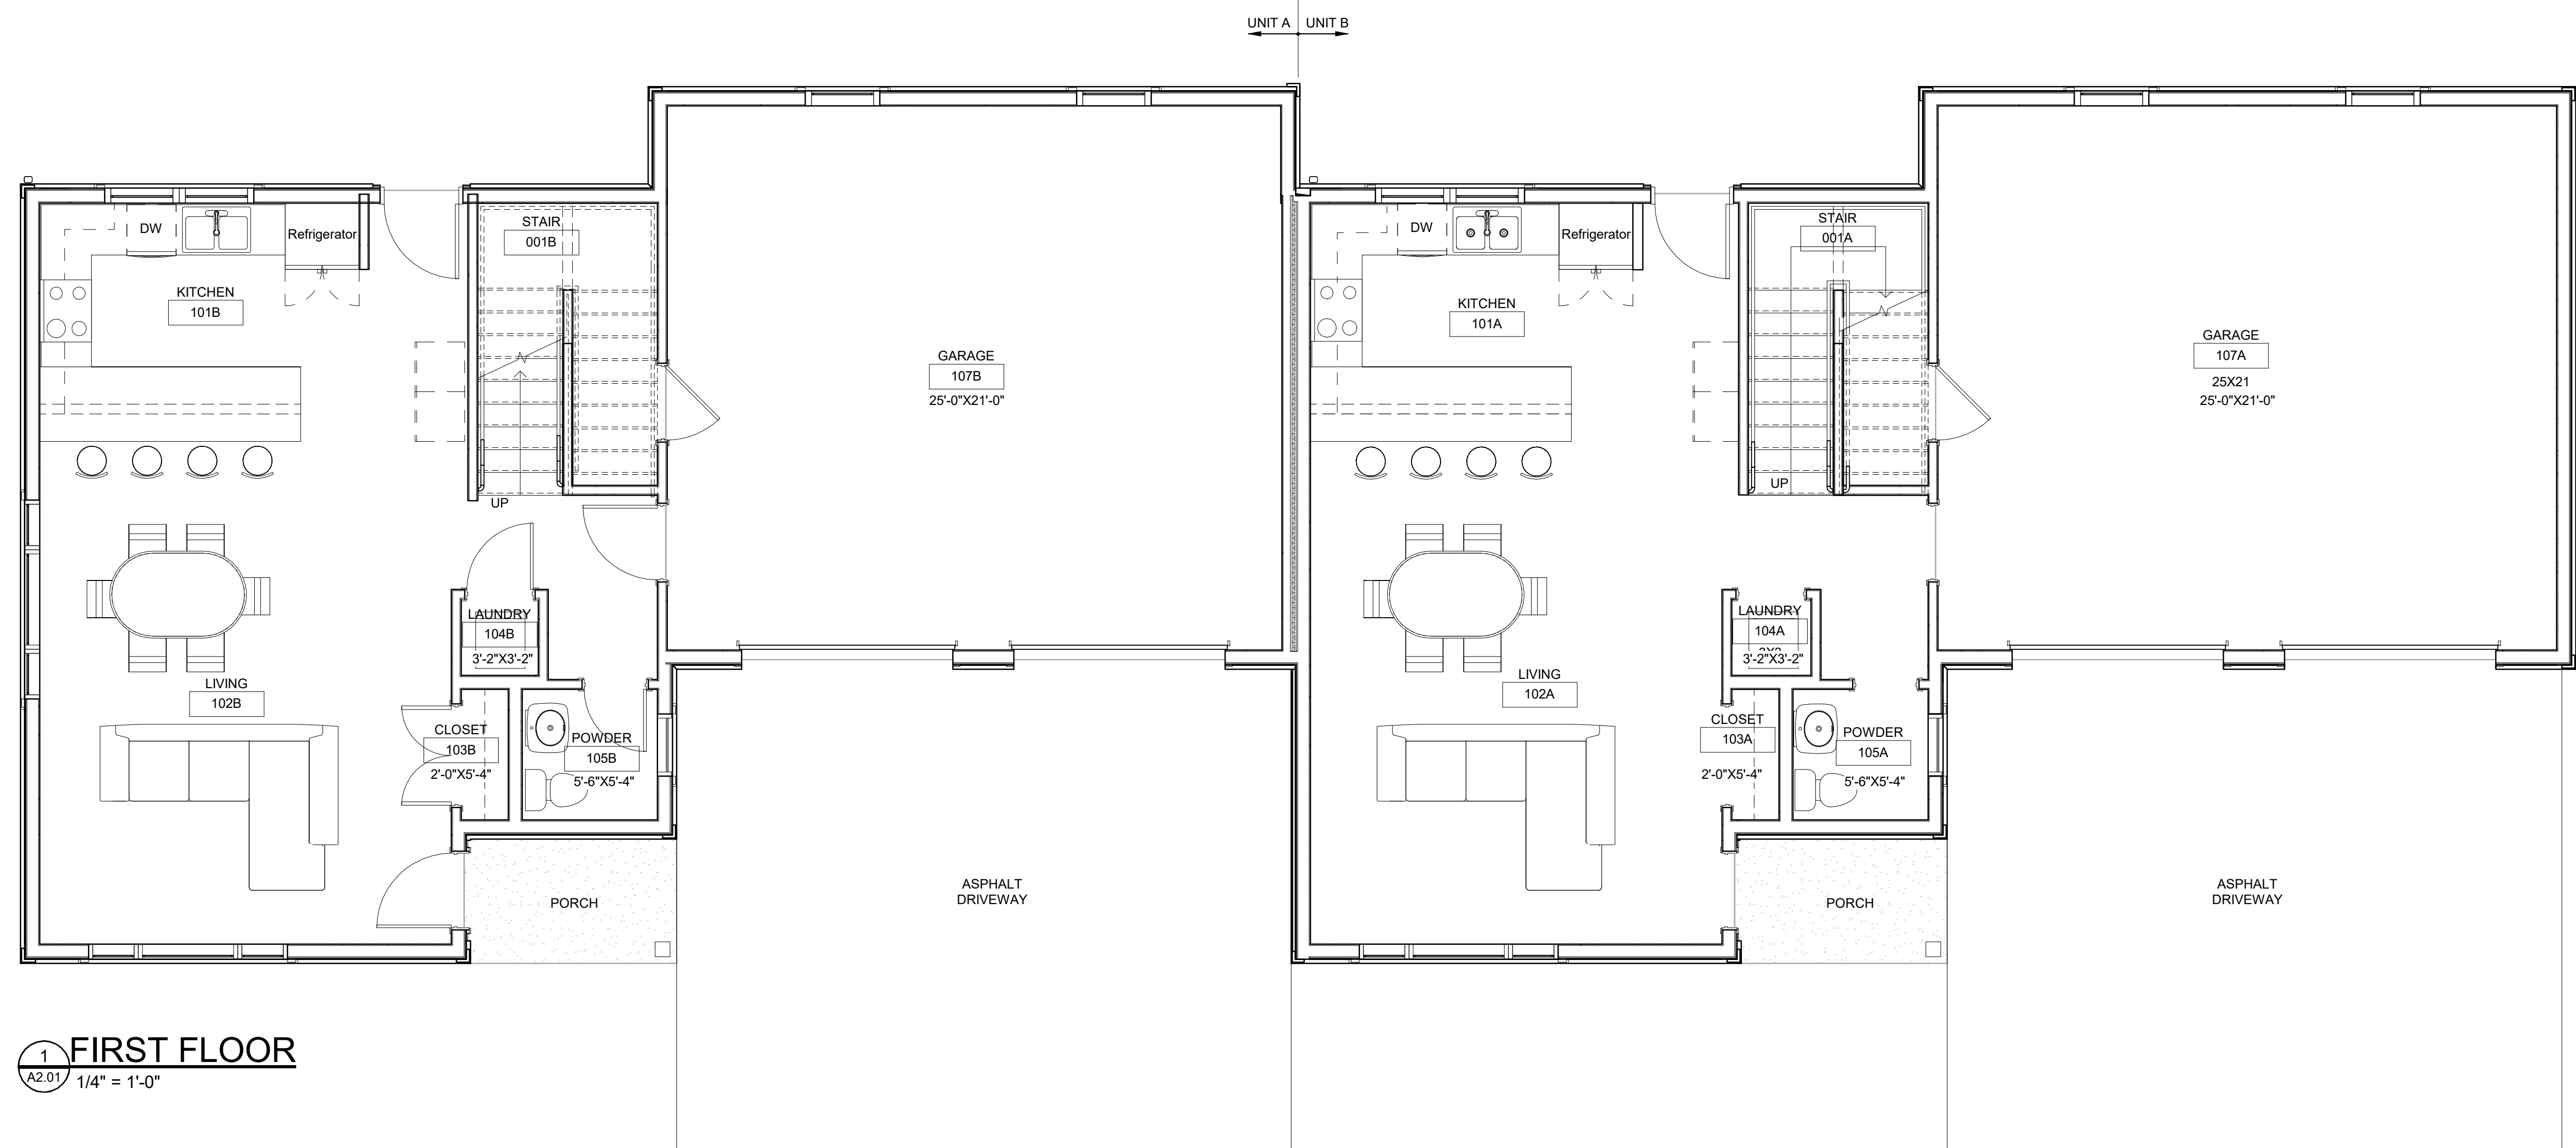 UNIT A UNIT B
STAIR
001B
DW
Refrigerator
KITCHEN
101B
GARAGE
107B
25'-0"X21'-0"
UP
LAUNDRY
104B
3'-2"X3'-2"
LIVING
102B
CLOSET
103B
2'-0"X5'-4"
POWDER
105B
5'-6"X5'-4"
PORCH
ASPHALT
DRIVEWAY
STAIR
001A
DW
Refrigerator
KITCHEN
101A
GARAGE
107A
25X21
25'-0"X21'-0"
UP
LAUNDRY
104A
3'-2"X3'-2"
LIVING
102A
CLOSET
103A
2'-0"X5'-4"
POWDER
105A
5'-6"X5'-4"
PORCH
ASPHALT
DRIVEWAY
1
A2.01
FIRST FLOOR
1/4" = 1'-0"